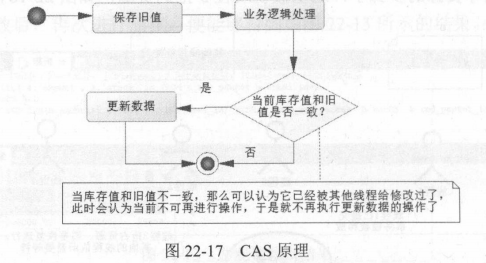 保存旧值
业务逻辑处理
当前库存值和旧
值是否一致？
是
更新数据
否
当库存值和旧值不一致，那么可以认为它已经被其他线程给修改过了，
此时会认为当前不可再进行操作，于是就不再执行更新数据的操作了
图 22-17 CAS 原理